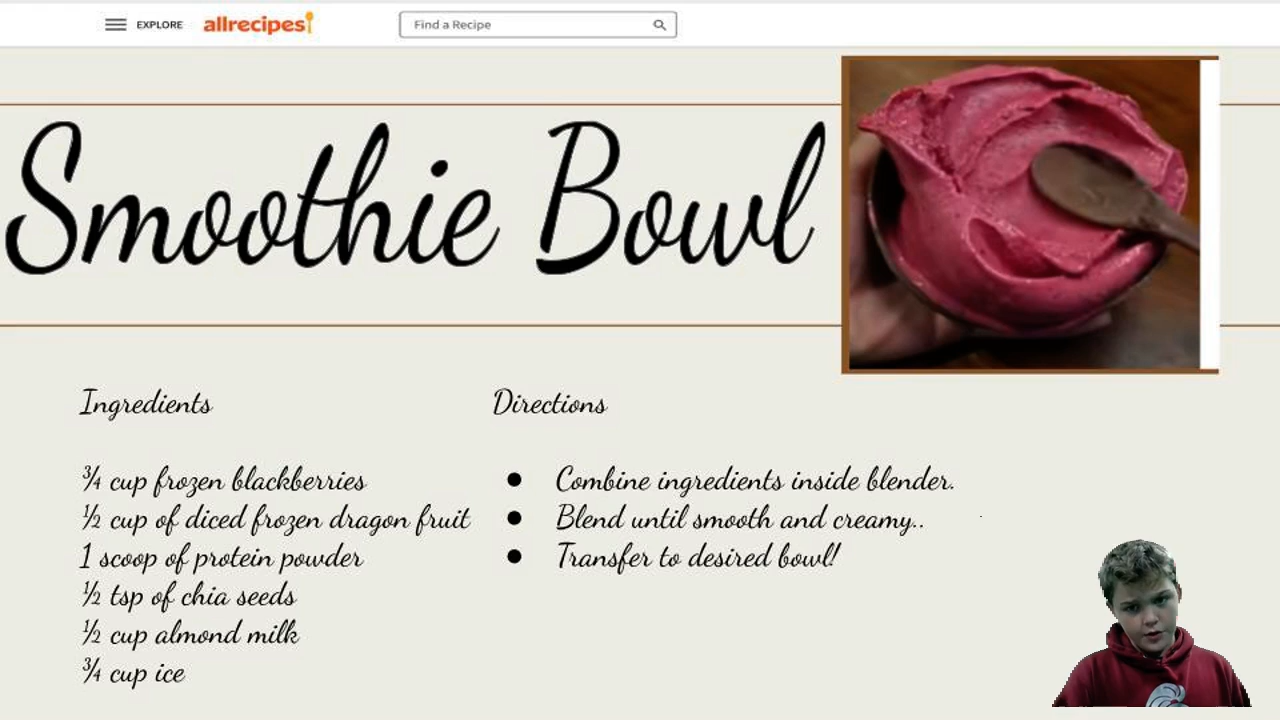 EXPLORE allrecipes Find a Recipe
Smoothie Bowl
Ingredients
¾ cup frozen blackberries
½ cup of diced frozen dragon fruit
1 scoop of protein powder
½ tsp of chia seeds
½ cup almond milk
¾ cup ice
Directions
● Combine ingredients inside blender.
● Blend until smooth and creamy..
● Transfer to desired bowl!